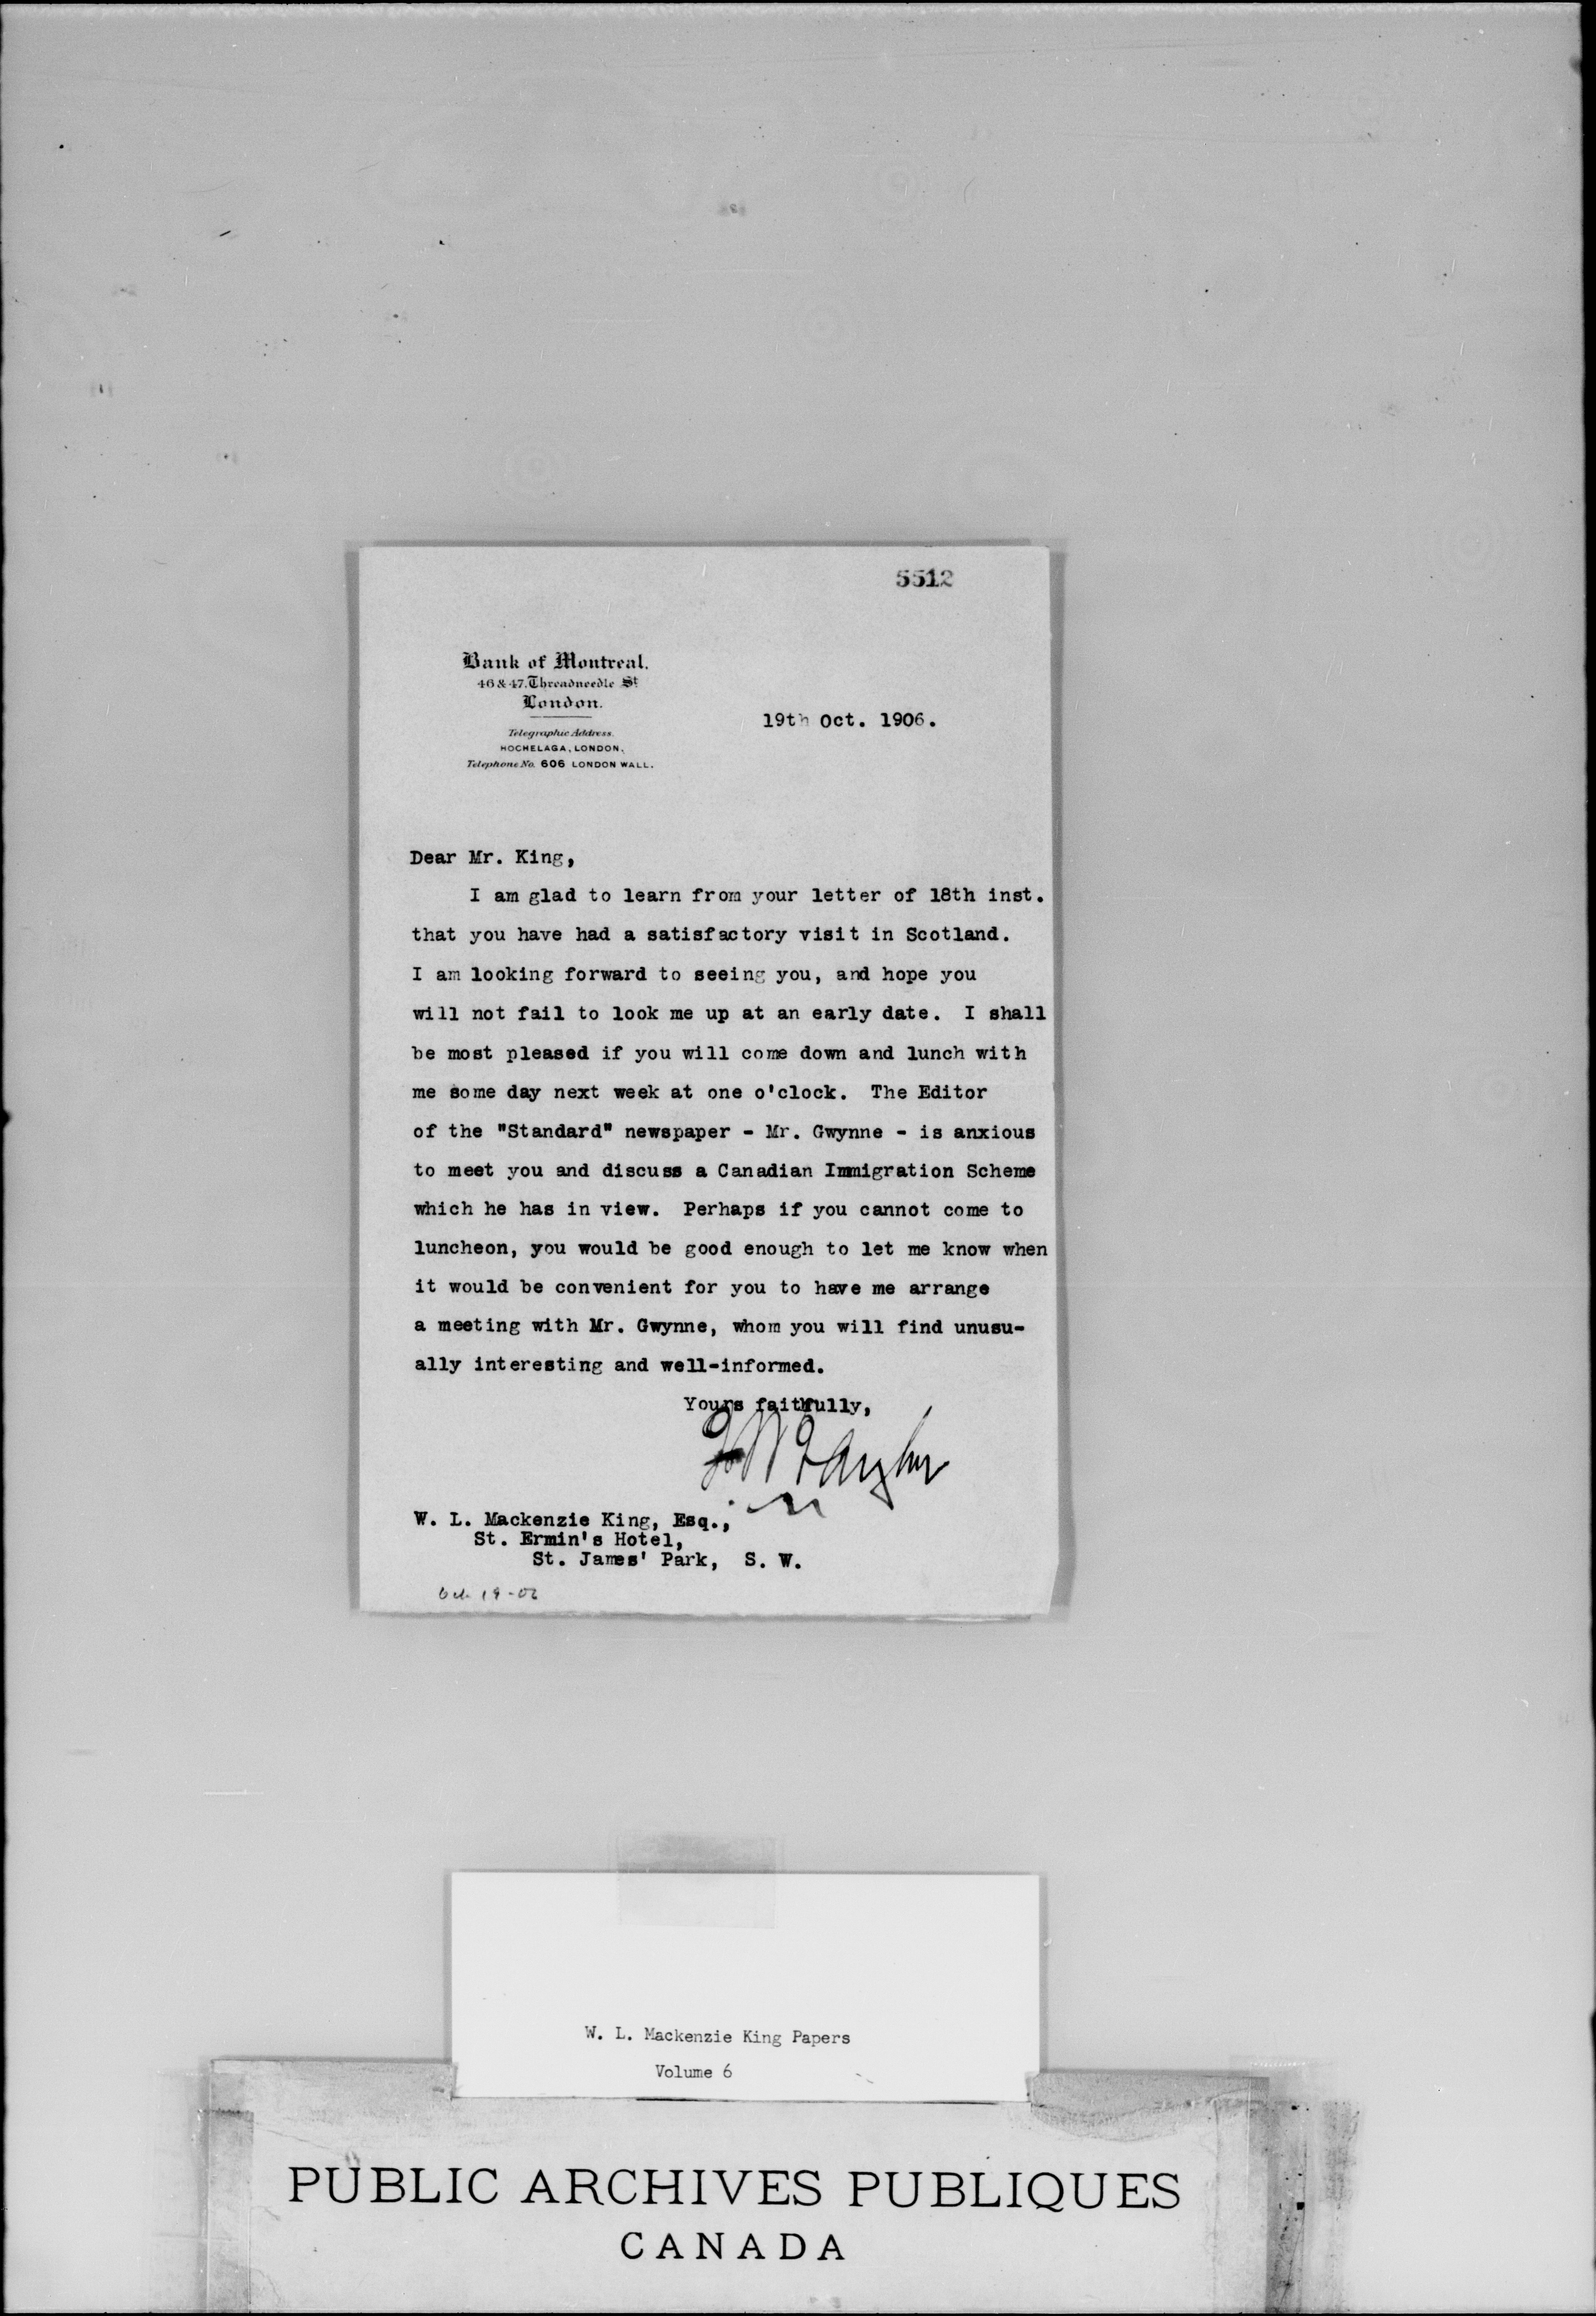 5512
Bank of Montreal.
46 & 47, Threadneedle St
London.
19th Oct. 1906.
Telegraphic Address.
HOCHELAGA, LONDON.
Telephone No. 606 LONDON WALL.
Dear Mr. King,
I am glad to learn from your letter of 18th inst.
that you have had a satisfactory visit in Scotland.
I am looking forward to seeing you, and hope you
will not fail to look me up at an early date. I shall
be most pleased if you will come down and lunch with
me some day next week at one o'clock. The Editor
of the "Standard" newspaper - Mr. Gwynne - is anxious
to meet you and discuss a Canadian Immigration Scheme
which he has in view. Perhaps if you cannot come to
luncheon, you would be good enough to let me know when
it would be convenient for you to have me arrange
a meeting with Mr. Gwynne, whom you will find unusu-
ally interesting and well-informed.
Yours faithfully,
Taylor
W. L. Mackenzie King, Esq.,
St. Ermin's Hotel,
St. James' Park, S. W.
Oct 19-06
W. L. Mackenzie King Papers
Volume 6
PUBLIC ARCHIVES PUBLIQUES
CANADA